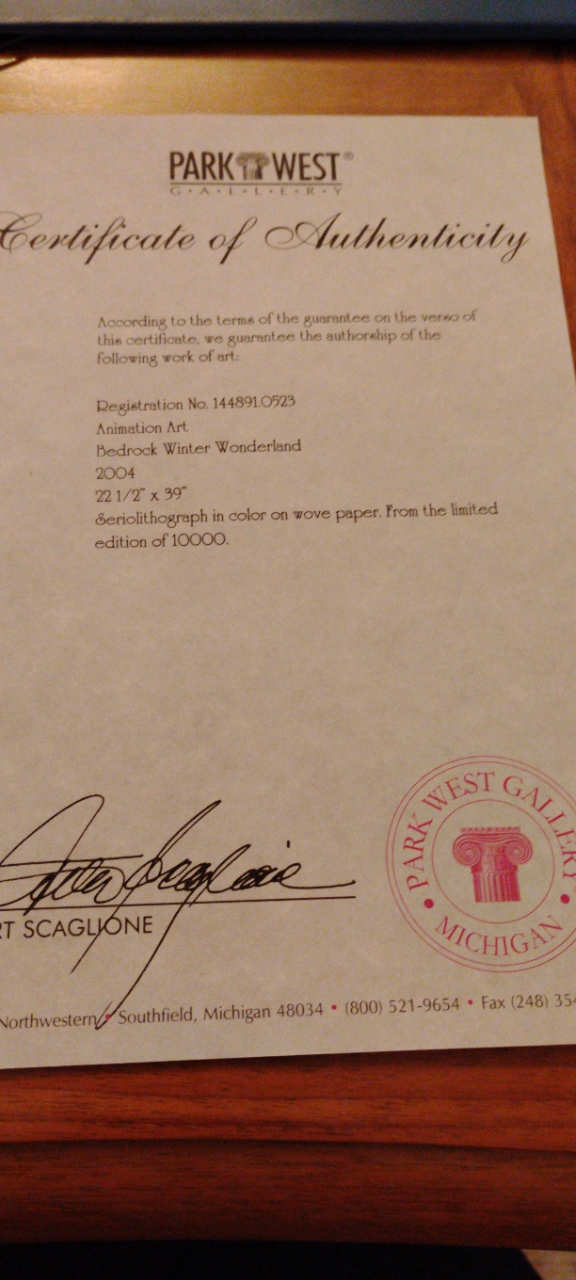 PARK WEST®
G·A·L·L·E·R·Y
Certificate of Authenticity
According to the terms of the guarantee on the verso of
this certificate, we guarantee the authorship of the
following work of art:
Registration No. 144891.0523
Animation Art
Bedrock Winter Wonderland
2004
22 1/2" x 39"
Seriolithograph in color on wove paper. From the limited
edition of 10000.
PARK WEST GALLERY
MICHIGAN
RT SCAGLIONE
Northwestern • Southfield, Michigan 48034 • (800) 521-9654 • Fax (248) 354